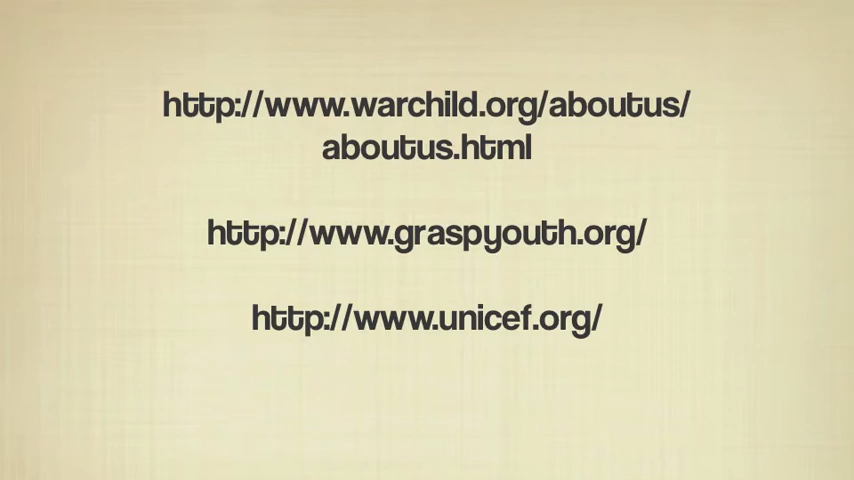 http://www.warchild.org/aboutus/
aboutus.html
http://www.graspyouth.org/
http://www.unicef.org/